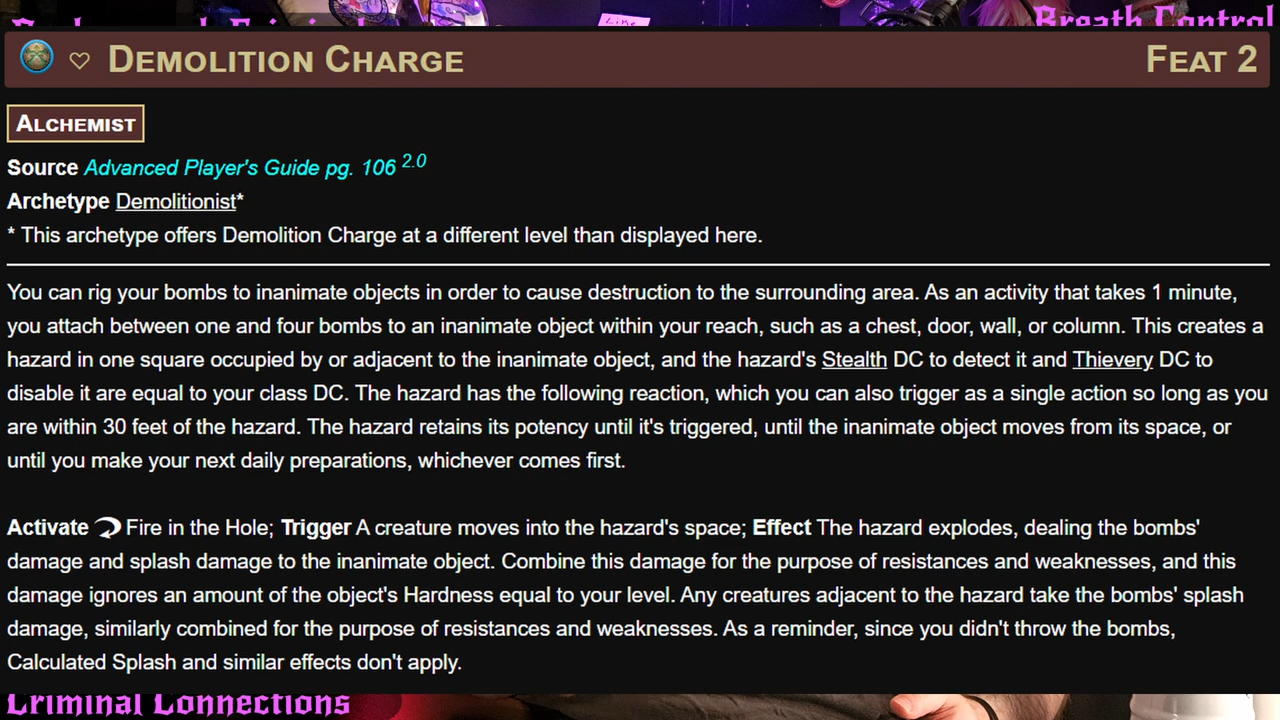 Line
Breath Control
DEMOLITION CHARGE
FEAT 2
ALCHEMIST
Source Advanced Player's Guide pg. 106 2.0
Archetype Demolitionist*
* This archetype offers Demolition Charge at a different level than displayed here.
You can rig your bombs to inanimate objects in order to cause destruction to the surrounding area. As an activity that takes 1 minute,
you attach between one and four bombs to an inanimate object within your reach, such as a chest, door, wall, or column. This creates a
hazard in one square occupied by or adjacent to the inanimate object, and the hazard's Stealth DC to detect it and Thievery DC to
disable it are equal to your class DC. The hazard has the following reaction, which you can also trigger as a single action so long as you
are within 30 feet of the hazard. The hazard retains its potency until it's triggered, until the inanimate object moves from its space, or
until you make your next daily preparations, whichever comes first.
Activate Fire in the Hole; Trigger A creature moves into the hazard's space; Effect The hazard explodes, dealing the bombs'
damage and splash damage to the inanimate object. Combine this damage for the purpose of resistances and weaknesses, and this
damage ignores an amount of the object's Hardness equal to your level. Any creatures adjacent to the hazard take the bombs' splash
damage, similarly combined for the purpose of resistances and weaknesses. As a reminder, since you didn't throw the bombs,
Calculated Splash and similar effects don't apply.
Criminal Connections